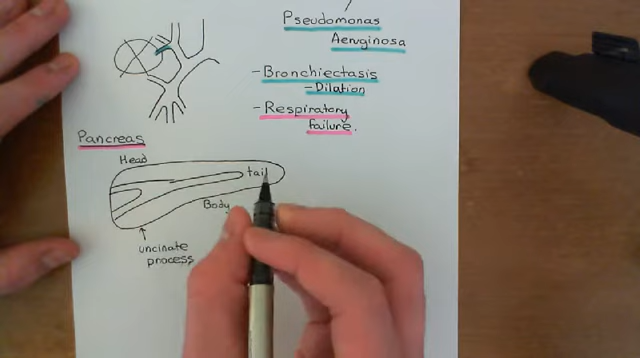 Pseudomonas
Aeruginosa
- Bronchiectasis
- Dilation
- Respiratory
Failure.
Pancreas
Head
tail
Body
uncinate
process